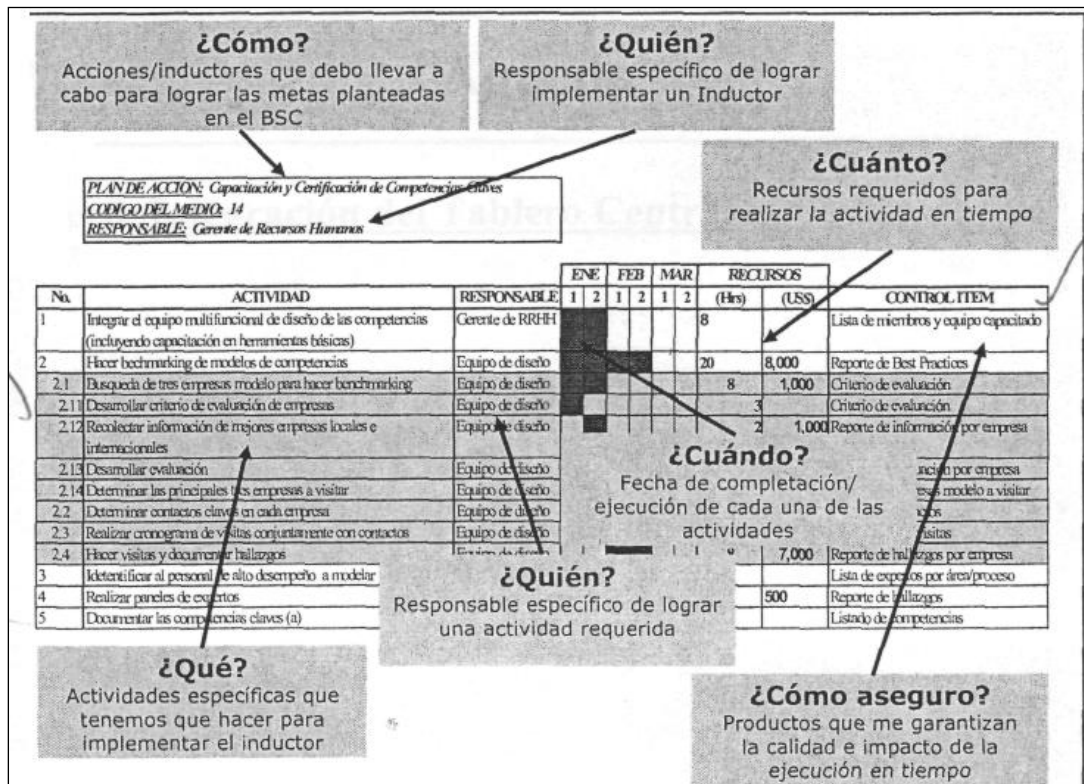 ¿Cómo?
Acciones/inductores que debo llevar a
cabo para lograr las metas planteadas
en el BSC
¿Quién?
Responsable específico de lograr
implementar un Inductor
¿Cuánto?
Recursos requeridos para
realizar la actividad en tiempo
PLAN DE ACCION: Capacitación y Certificación de Competencias Claves
CODIGO DEL MEDIO: 14
RESPONSABLE: Gerente de Recursos Humanos
ENE FEB MAR RECURSOS
No. ACTIVIDAD RESPONSABLE 1 2 1 2 1 2 (Hrs) (US$) CONTROL ITEM
1 Integrar el equipo multifuncional de diseño de las competencias Gerente de RRHH 8 Lista de miembros y equipo capacitado
(incluyendo capacitación en herramientas básicas)
2 Hacer bechmarking de modelos de competencias Equipo de diseño 20 8,000 Reporte de Best Practices
2.1 Busqueda de tres empresas modelo para hacer benchmarking Equipo de diseño 8 1,000 Criterio de evaluación
2.11 Desarrollar criterio de evaluación de empresas Equipo de diseño 3 Criterio de evaluación
2.12 Recolectar información de mejores empresas locales e Equipo de diseño 2 1,000 Reporte de información por empresa
internacionales
¿Cuándo?
Fecha de completación/
ejecución de cada una de las
actividades
2.13 Desarrollar evaluación Equipo de diseño por empresa
2.14 Determinar las principales tres empresas a visitar Equipo de diseño modelo a visitar
2.2 Determinar contactos claves en cada empresa Equipo de diseño
2.3 Realizar cronograma de visitas conjuntamente con contactos Equipo de diseño
2.4 Hacer visitas y documentar hallazgos 7,000 Reporte de hallazgos por empresa
3 Idetentificar al personal de alto desempeño a modelar Lista de expertos por área/proceso
4 Realizar paneles de expertos 500 Reporte de hallazgos
5 Documentar las competencias claves (a) Listado de competencias
¿Quién?
Responsable específico de lograr
una actividad requerida
¿Qué?
Actividades específicas que
tenemos que hacer para
implementar el inductor
¿Cómo aseguro?
Productos que me garantizan
la calidad e impacto de la
ejecución en tiempo